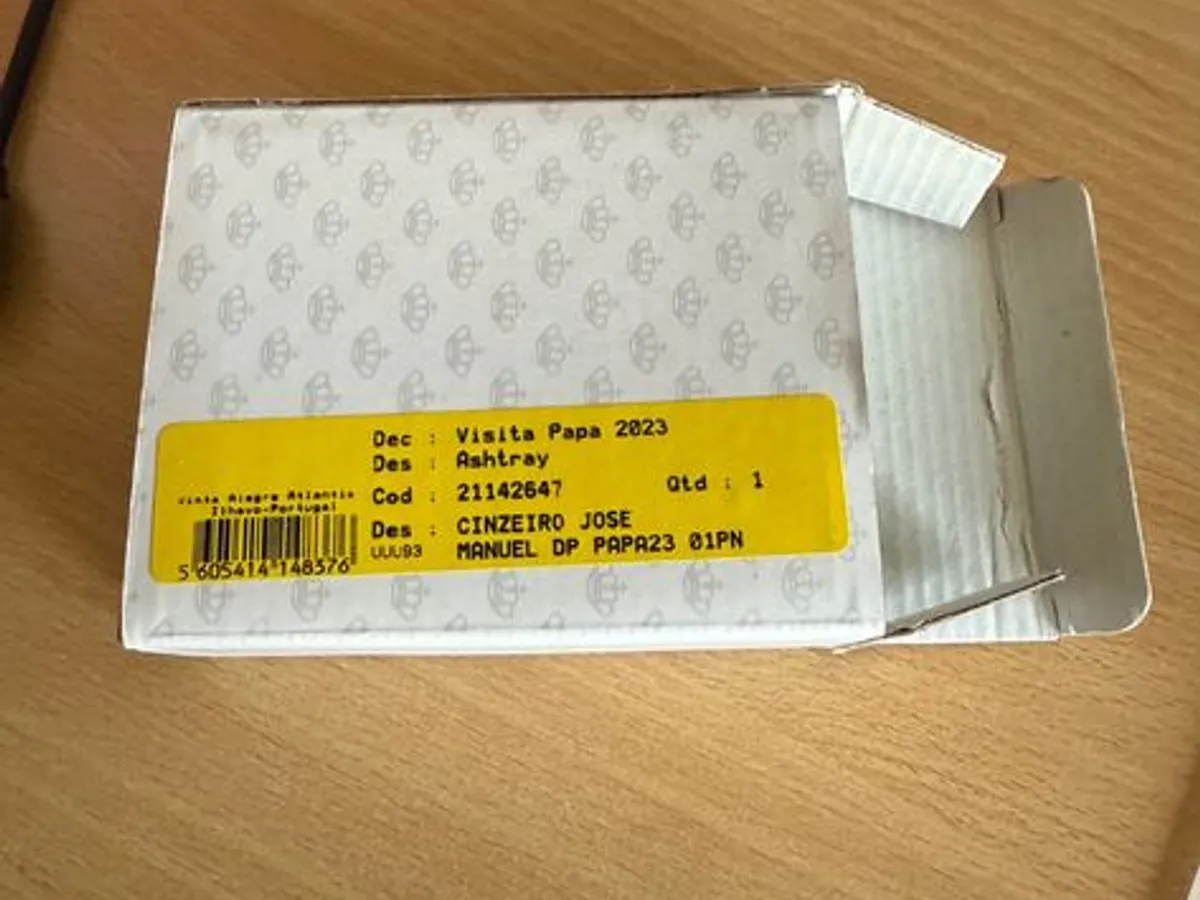 Dec : Visita Papa 2023
Des : Ashtray
Cod : 21142647 Qtd : 1
Vista Alegre Atlantis
Ilhavo-Portugal
Des : CINZEIRO JOSE
UUU93 MANUEL DP PAPA23 01PN
5 605414 148376